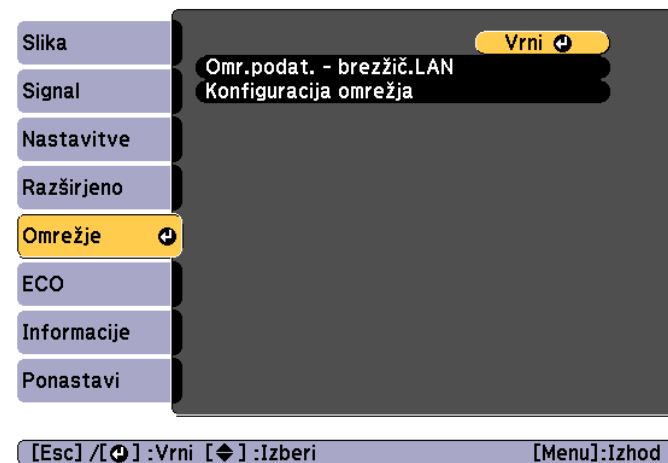 Slika
Signal
Nastavitve
Razširjeno
Omrežje
ECO
Informacije
Ponastavi
Vrni
Omr.podat. - brezžič.LAN
Konfiguracija omrežja
[Esc] /[ ] :Vrni [ ] :Izberi [Menu]:Izhod